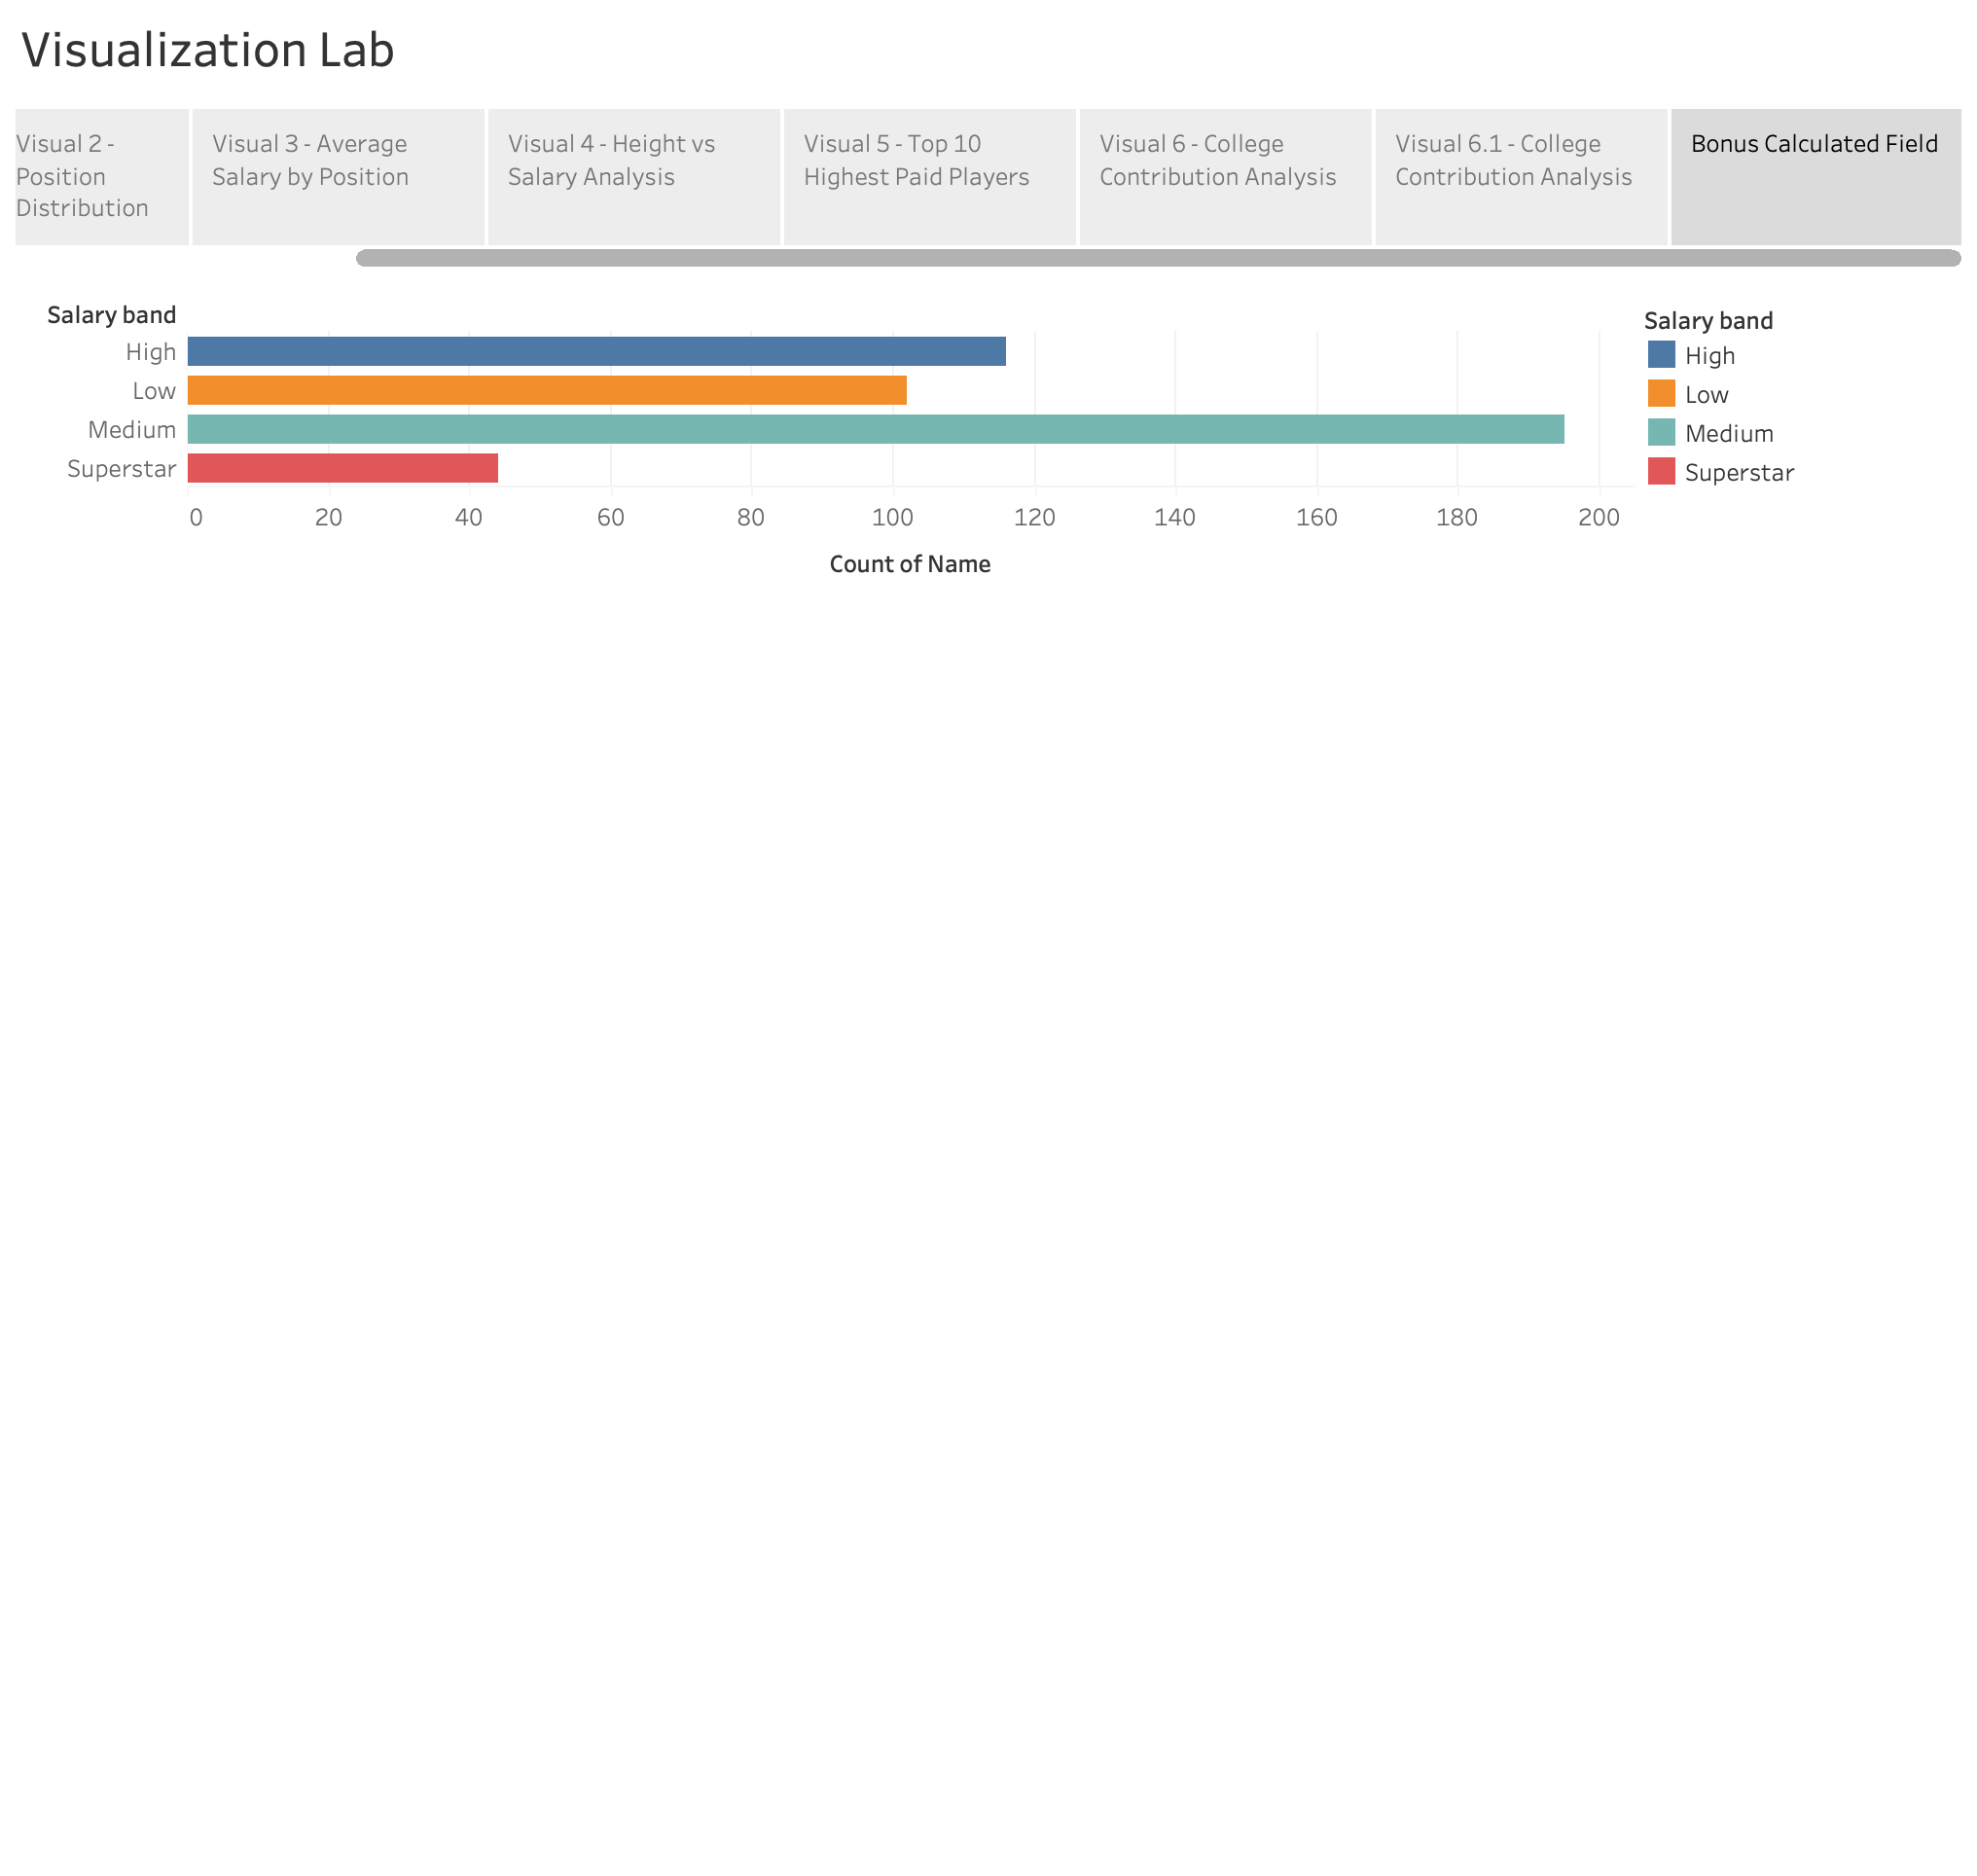 Visualization Lab
Visual 2 -
Position
Distribution
Visual 3 - Average
Salary by Position
Visual 4 - Height vs
Salary Analysis
Visual 5 - Top 10
Highest Paid Players
Visual 6 - College
Contribution Analysis
Visual 6.1 - College
Contribution Analysis
Bonus Calculated Field
Salary band
High
Low
Medium
Superstar
0 20 40 60 80 100 120 140 160 180 200
Count of Name
Salary band
High
Low
Medium
Superstar